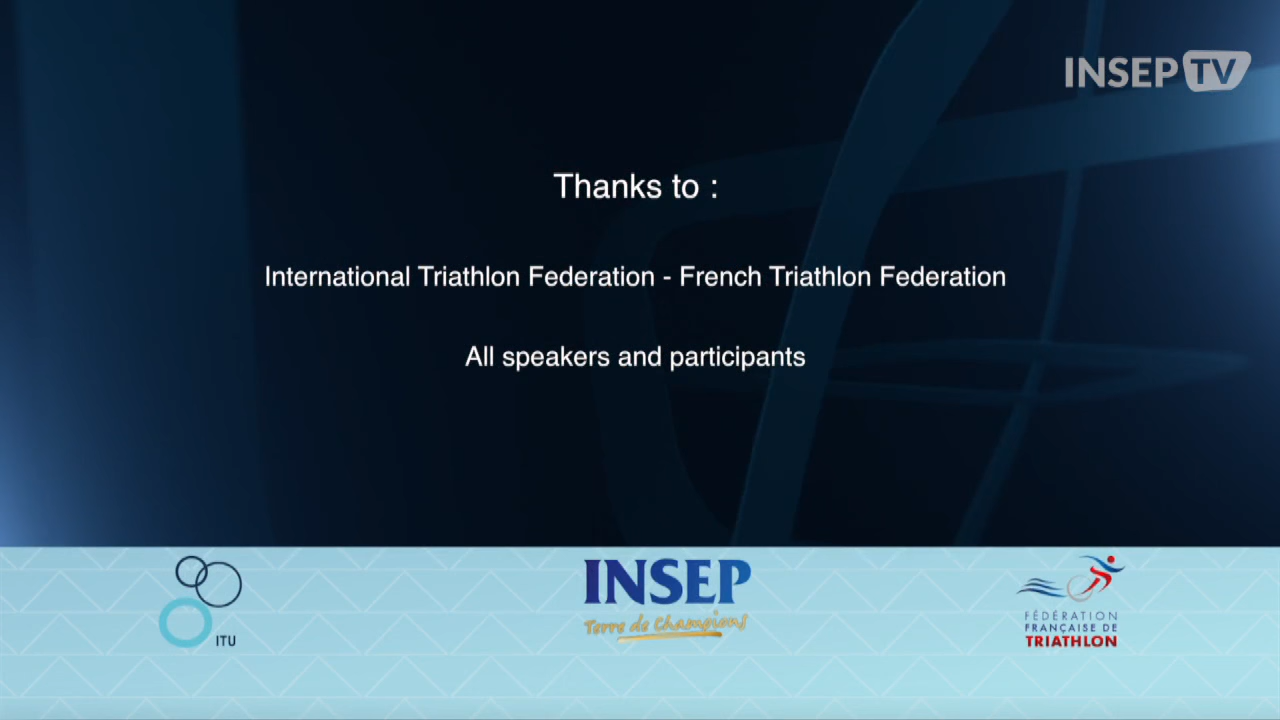 INSEP TV
Thanks to :
International Triathlon Federation - French Triathlon Federation
All speakers and participants
ITU
INSEP
Terre de Champions
FÉDÉRATION
FRANÇAISE DE
TRIATHLON